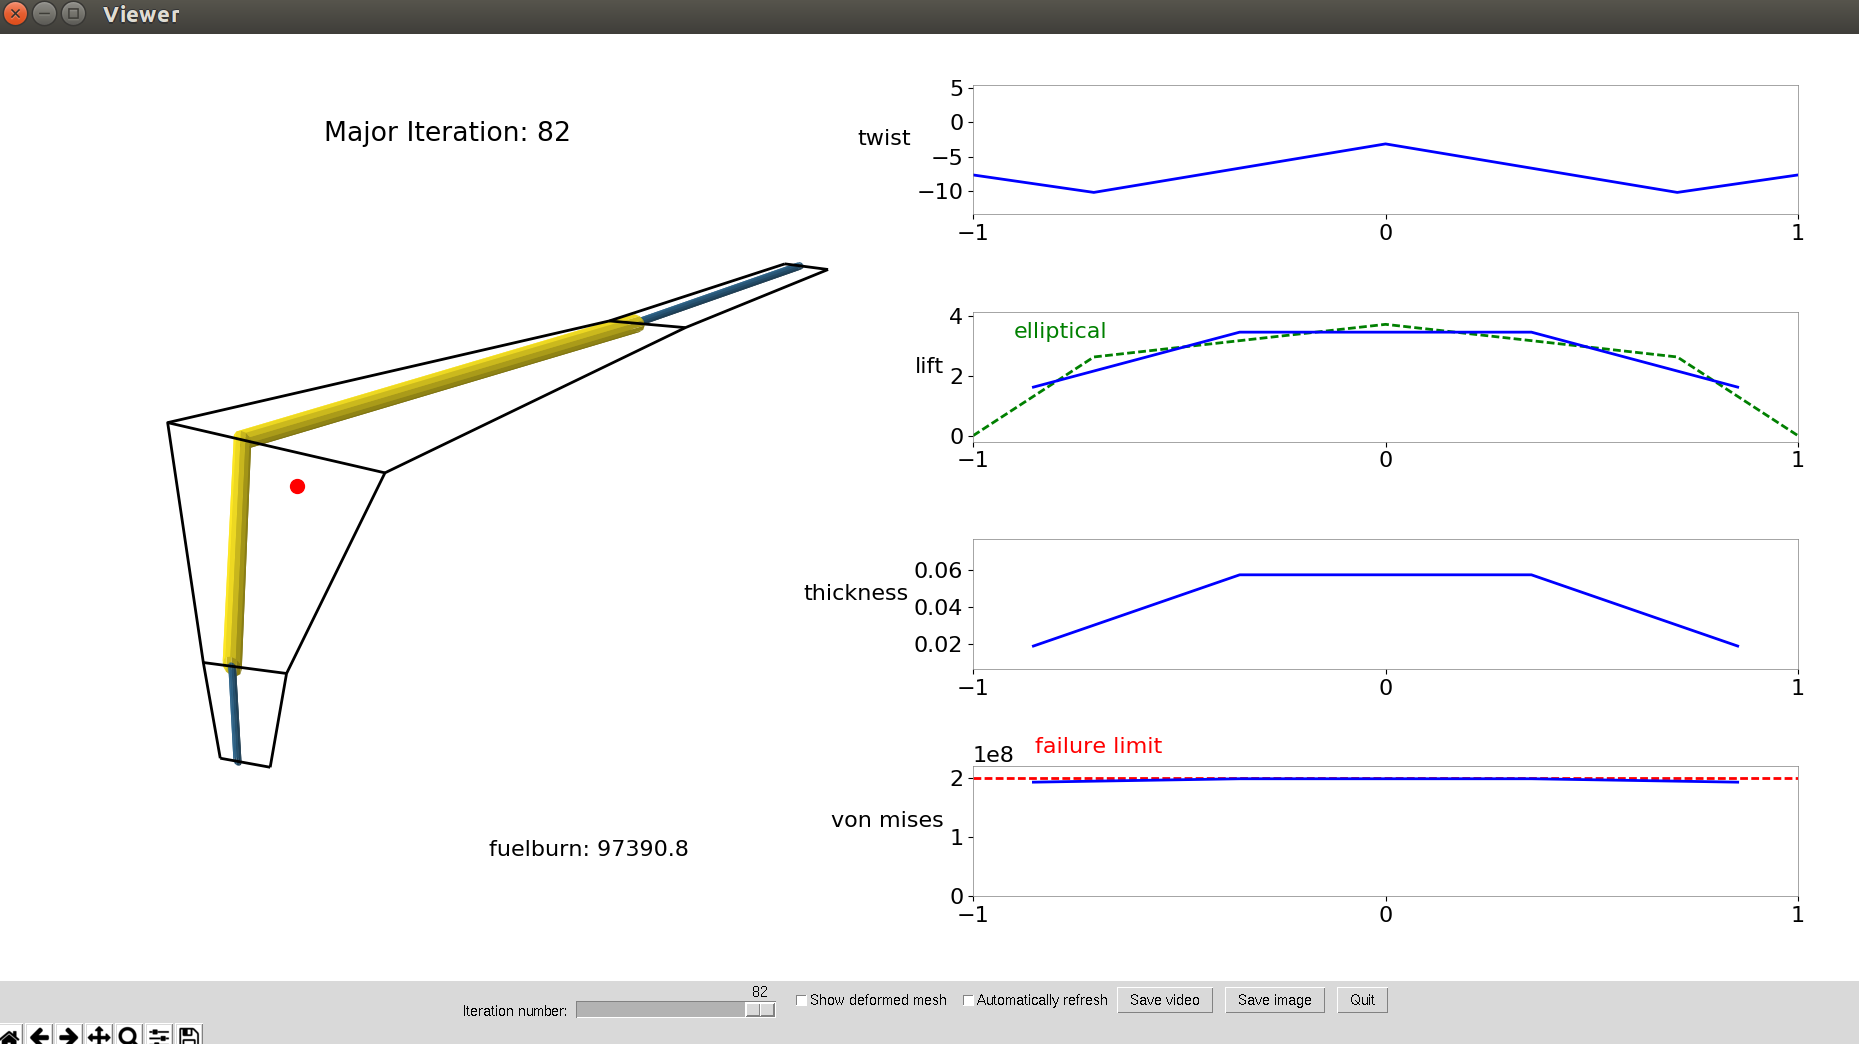 Viewer
Major Iteration: 82
twist
5
0
−5
−10
−1 0 1
elliptical
lift
4
2
0
−1 0 1
thickness
0.06
0.04
0.02
−1 0 1
1e8
failure limit
von mises
2
1
0
−1 0 1
fuelburn: 97390.8
Iteration number:
82
Show deformed mesh
Automatically refresh
Save video
Save image
Quit